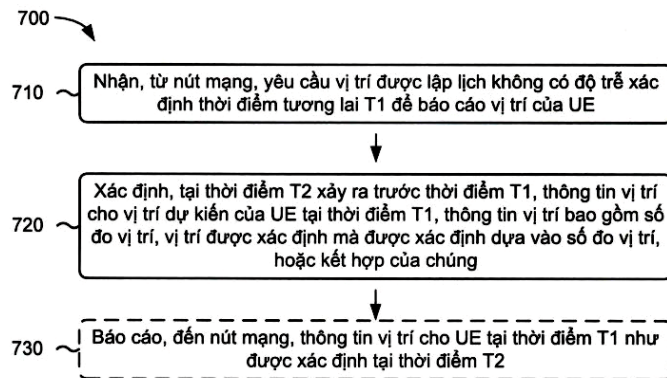 700
710
Nhận, từ nút mạng, yêu cầu vị trí được lập lịch không có độ trễ xác
định thời điểm tương lai T1 để báo cáo vị trí của UE
720
Xác định, tại thời điểm T2 xảy ra trước thời điểm T1, thông tin vị trí
cho vị trí dự kiến của UE tại thời điểm T1, thông tin vị trí bao gồm số
đo vị trí, vị trí được xác định mà được xác định dựa vào số đo vị trí,
hoặc kết hợp của chúng
730
Báo cáo, đến nút mạng, thông tin vị trí cho UE tại thời điểm T1 như
được xác định tại thời điểm T2